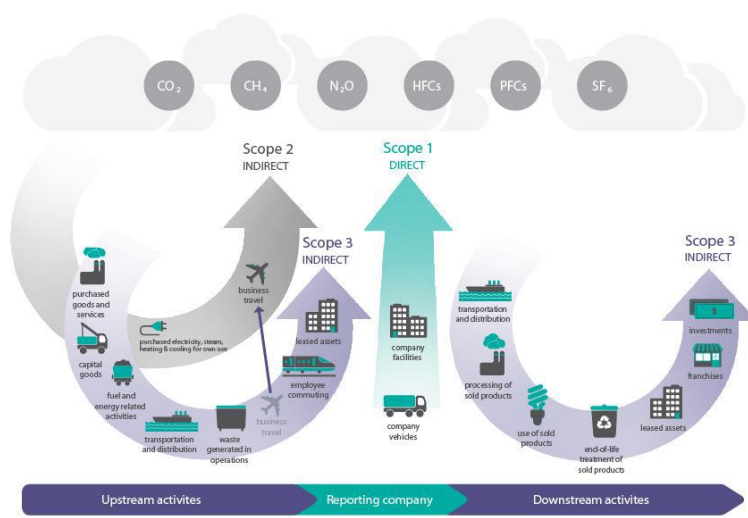 CO₂
CH₄
N₂O
HFCs
PFCs
SF₆
Scope 2
INDIRECT
Scope 1
DIRECT
Scope 3
INDIRECT
Scope 3
INDIRECT
purchased
goods and
services
capital
goods
fuel and
energy related
activities
transportation
and distribution
waste
generated in
operations
business
travel
purchased electricity, steam,
heating & cooling for own use
business
travel
employee
commuting
leased assets
company
facilities
company
vehicles
transportation
and distribution
processing of
sold products
use of sold
products
end-of-life
treatment of
sold products
leased assets
franchises
investments
Upstream activites
Reporting company
Downstream activites